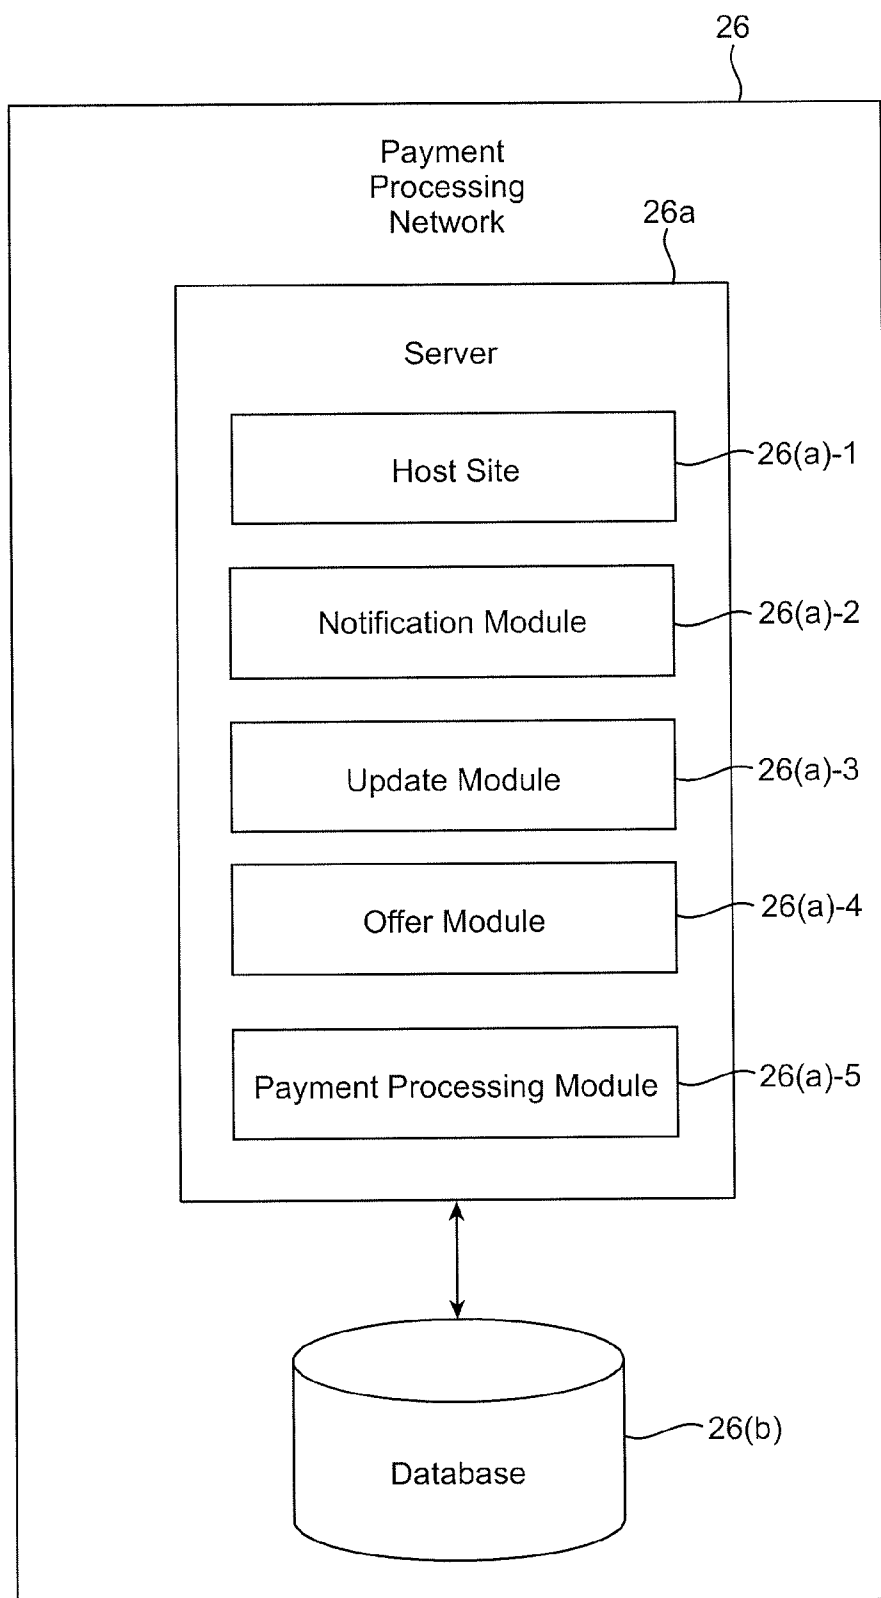 26
Payment
Processing
Network
26a
Server
Host Site
26(a)-1
Notification Module
26(a)-2
Update Module
26(a)-3
Offer Module
26(a)-4
Payment Processing Module
26(a)-5
Database
26(b)